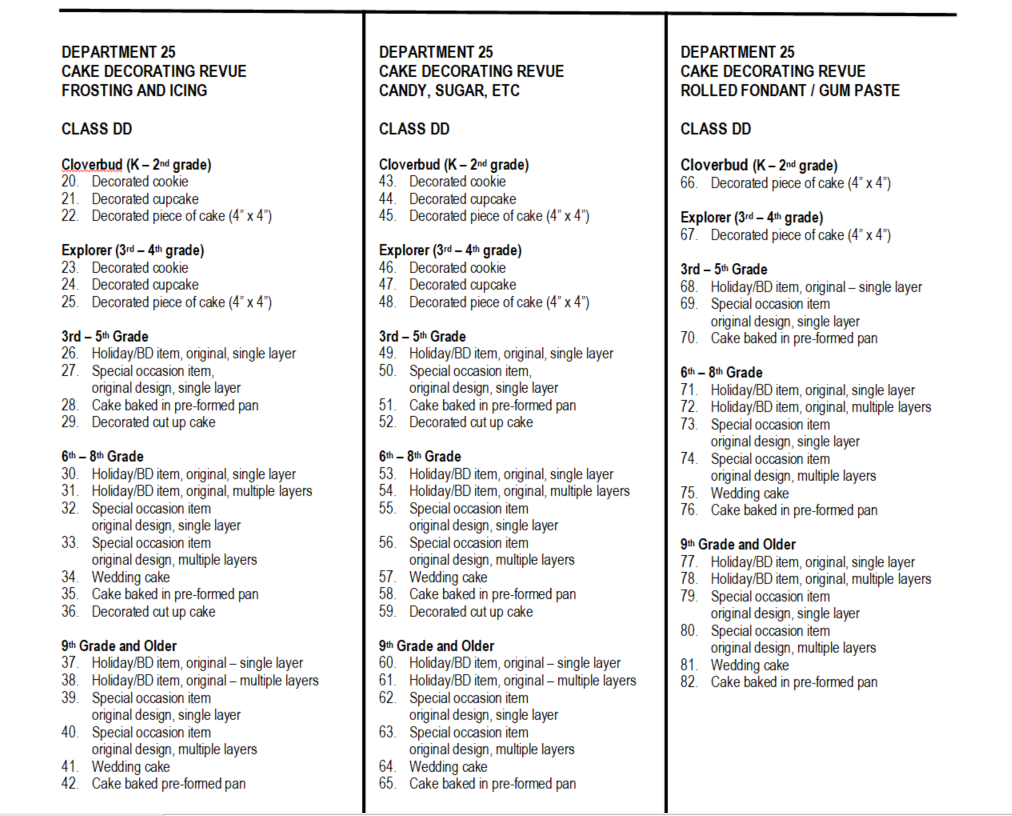 DEPARTMENT 25
CAKE DECORATING REVUE
FROSTING AND ICING
CLASS DD
Cloverbud (K – 2nd grade)
20. Decorated cookie
21. Decorated cupcake
22. Decorated piece of cake (4” x 4”)
Explorer (3rd – 4th grade)
23. Decorated cookie
24. Decorated cupcake
25. Decorated piece of cake (4” x 4”)
3rd – 5th Grade
26. Holiday/BD item, original, single layer
27. Special occasion item,
original design, single layer
28. Cake baked in pre-formed pan
29. Decorated cut up cake
6th – 8th Grade
30. Holiday/BD item, original, single layer
31. Holiday/BD item, original, multiple layers
32. Special occasion item
original design, single layer
33. Special occasion item
original design, multiple layers
34. Wedding cake
35. Cake baked in pre-formed pan
36. Decorated cut up cake
9th Grade and Older
37. Holiday/BD item, original – single layer
38. Holiday/BD item, original – multiple layers
39. Special occasion item
original design, single layer
40. Special occasion item
original design, multiple layers
41. Wedding cake
42. Cake baked pre-formed pan
DEPARTMENT 25
CAKE DECORATING REVUE
CANDY, SUGAR, ETC
CLASS DD
Cloverbud (K – 2nd grade)
43. Decorated cookie
44. Decorated cupcake
45. Decorated piece of cake (4” x 4”)
Explorer (3rd – 4th grade)
46. Decorated cookie
47. Decorated cupcake
48. Decorated piece of cake (4” x 4”)
3rd – 5th Grade
49. Holiday/BD item, original, single layer
50. Special occasion item,
original design, single layer
51. Cake baked in pre-formed pan
52. Decorated cut up cake
6th – 8th Grade
53. Holiday/BD item, original, single layer
54. Holiday/BD item, original, multiple layers
55. Special occasion item
original design, single layer
56. Special occasion item
original design, multiple layers
57. Wedding cake
58. Cake baked in pre-formed pan
59. Decorated cut up cake
9th Grade and Older
60. Holiday/BD item, original – single layer
61. Holiday/BD item, original – multiple layers
62. Special occasion item
original design, single layer
63. Special occasion item
original design, multiple layers
64. Wedding cake
65. Cake baked in pre-formed pan
DEPARTMENT 25
CAKE DECORATING REVUE
ROLLED FONDANT / GUM PASTE
CLASS DD
Cloverbud (K – 2nd grade)
66. Decorated piece of cake (4” x 4”)
Explorer (3rd – 4th grade)
67. Decorated piece of cake (4” x 4”)
3rd – 5th Grade
68. Holiday/BD item, original – single layer
69. Special occasion item
original design, single layer
70. Cake baked in pre-formed pan
6th – 8th Grade
71. Holiday/BD item, original, single layer
72. Holiday/BD item, original, multiple layers
73. Special occasion item
original design, single layer
74. Special occasion item
original design, multiple layers
75. Wedding cake
76. Cake baked in pre-formed pan
9th Grade and Older
77. Holiday/BD item, original, single layer
78. Holiday/BD item, original, multiple layers
79. Special occasion item
original design, single layer
80. Special occasion item
original design, multiple layers
81. Wedding cake
82. Cake baked in pre-formed pan